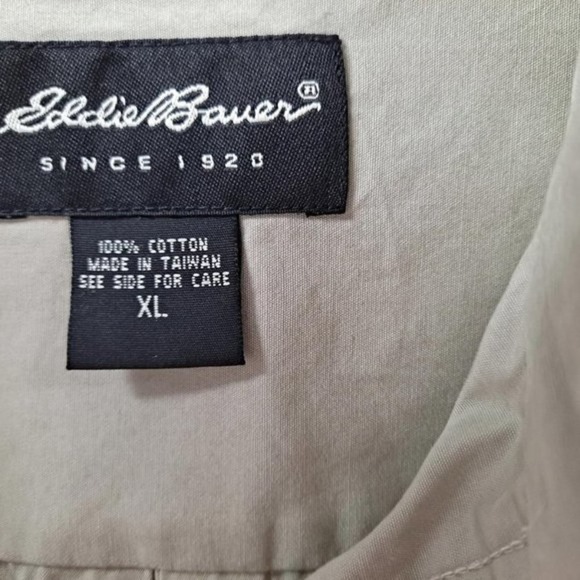 Eddie Bauer®
SINCE 1920
100% COTTON
MADE IN TAIWAN
SEE SIDE FOR CARE
XL